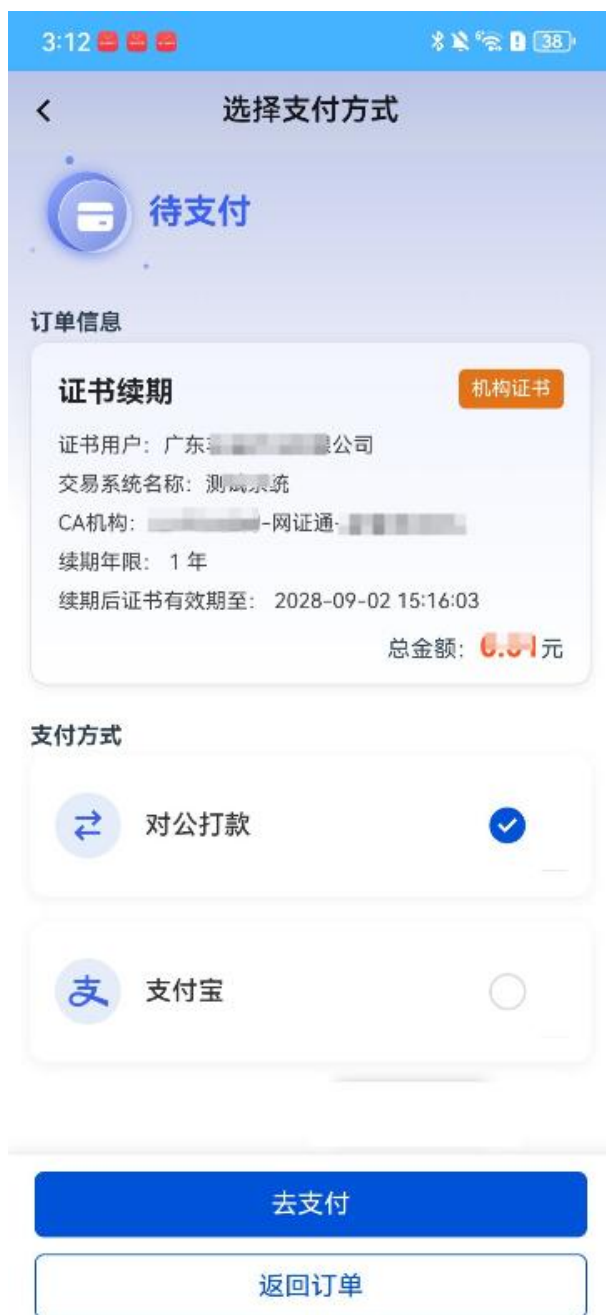 3:12
38
选择支付方式
待支付
订单信息
证书续期
机构证书
证书用户：广东 公司
交易系统名称：测 统
CA机构： -网证通-
续期年限： 1 年
续期后证书有效期至： 2028-09-02 15:16:03
总金额： 元
支付方式
对公打款
支
支付宝
去支付
返回订单